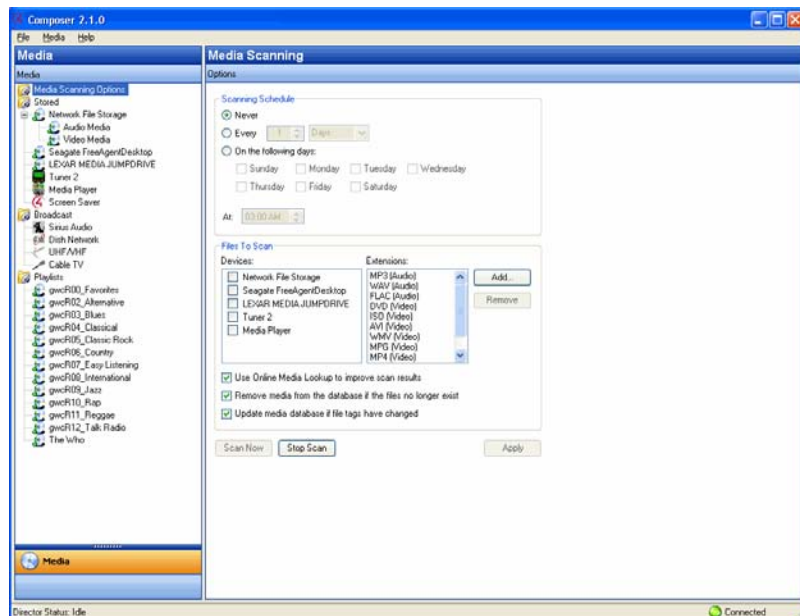 Composer 2.1.0
File Media Help
Media
Media
Media Scanning Options
Stored
Network File Storage
Audio Media
Video Media
Seagate FreeAgentDesktop
LEXAR MEDIA JUMPDRIVE
Tuner 2
Media Player
Screen Saver
Broadcast
Sirius Audio
Dish Network
UHF/VHF
Cable TV
Playlists
gwcR00_Favorites
gwcR02_Alternative
gwcR03_Blues
gwcR04_Classical
gwcR05_Classic Rock
gwcR06_Country
gwcR07_Easy Listening
gwcR08_International
gwcR09_Jazz
gwcR10_Rap
gwcR11_Reggae
gwcR12_Talk Radio
The Who
Media
Media Scanning
Options
Scanning Schedule
Never
Every 1 Days
On the following days:
Sunday Monday Tuesday Wednesday
Thursday Friday Saturday
At: 03:00 AM
Files To Scan
Devices:
Network File Storage
Seagate FreeAgentDesktop
LEXAR MEDIA JUMPDRIVE
Tuner 2
Media Player
Extensions:
MP3 (Audio)
WAV (Audio)
FLAC (Audio)
DVD (Video)
ISO (Video)
AVI (Video)
WMV (Video)
MPG (Video)
MP4 (Video)
Add...
Remove
Use Online Media Lookup to improve scan results
Remove media from the database if the files no longer exist
Update media database if file tags have changed
Scan Now Stop Scan Apply
Director Status: Idle Connected